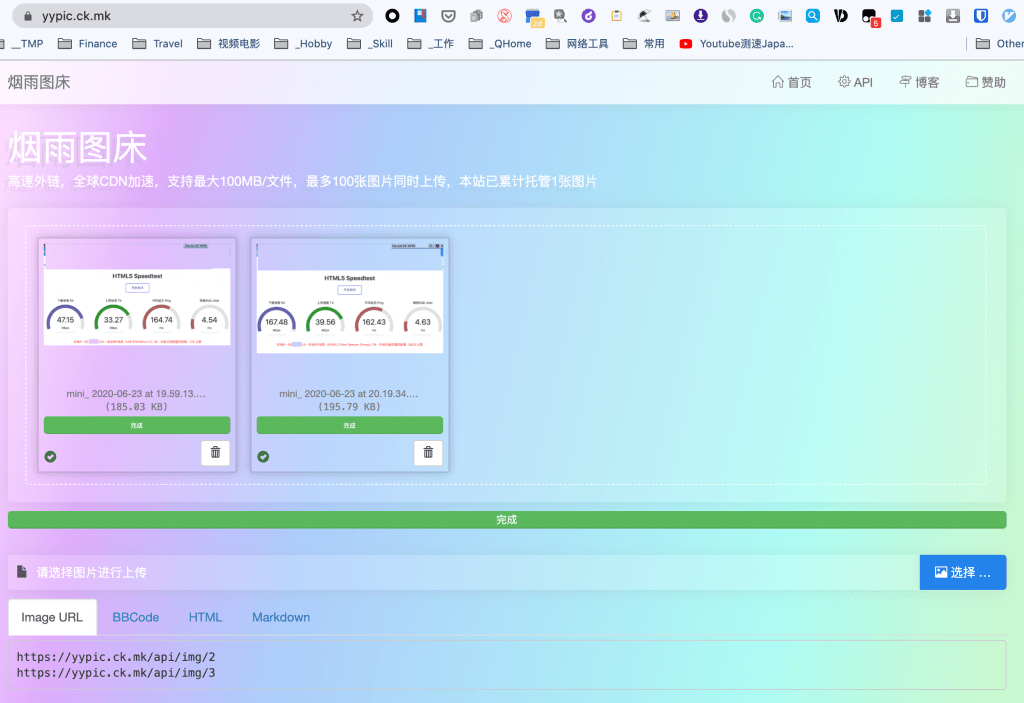 yypic.ck.mk
2d
5
__TMP Finance Travel 视频电影 _Hobby _Skill _工作 _QHome 网络工具 常用 Youtube测速Japa... Other
烟雨图床 首页 API 博客 赞助
烟雨图床
高速外链，全球CDN加速，支持最大100MB/文件，最多100张图片同时上传，本站已累计托管1张图片
HTML5 Speedtest
47.15 33.27 164.74 4.54
mini_ 2020-06-23 at 19.59.13....
(185.03 KB)
完成
HTML5 Speedtest
167.48 39.56 162.43 4.63
mini_ 2020-06-23 at 20.19.34....
(195.79 KB)
完成
完成
请选择图片进行上传 选择 ...
Image URL BBCode HTML Markdown
https://yypic.ck.mk/api/img/2
https://yypic.ck.mk/api/img/3